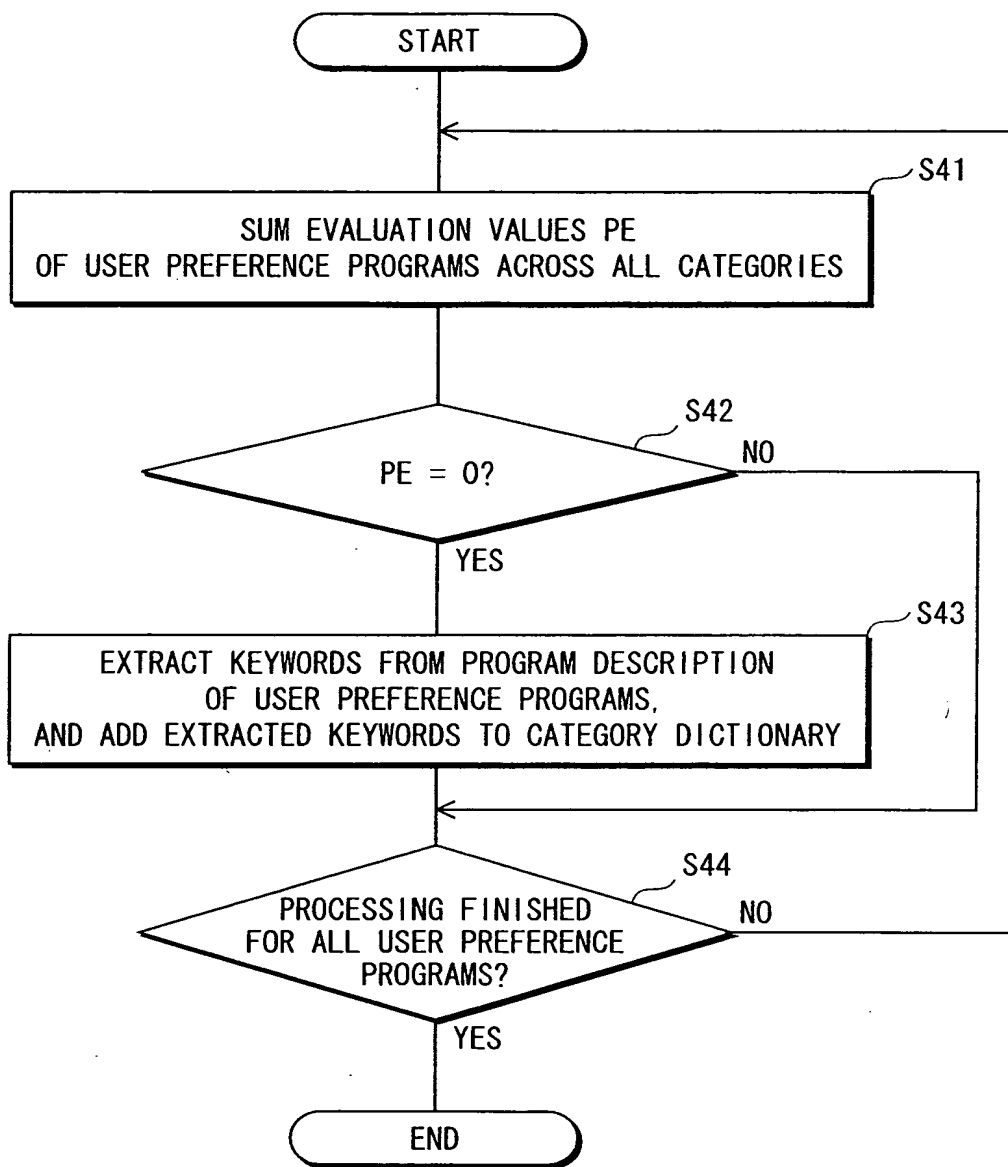 START
S41
SUM EVALUATION VALUES PE
OF USER PREFERENCE PROGRAMS ACROSS ALL CATEGORIES
S42
NO
PE = 0?
YES
S43
EXTRACT KEYWORDS FROM PROGRAM DESCRIPTION
OF USER PREFERENCE PROGRAMS,
AND ADD EXTRACTED KEYWORDS TO CATEGORY DICTIONARY
S44
NO
PROCESSING FINISHED
FOR ALL USER PREFERENCE
PROGRAMS?
YES
END